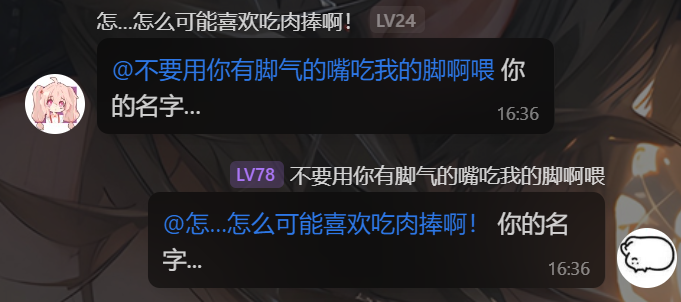 怎...怎么可能喜欢吃肉捧啊！ LV24
@不要用你有脚气的嘴吃我的脚啊喂 你
的名字...
16:36
LV78 不要用你有脚气的嘴吃我的脚啊喂
@怎...怎么可能喜欢吃肉捧啊！ 你的名
字...
16:36